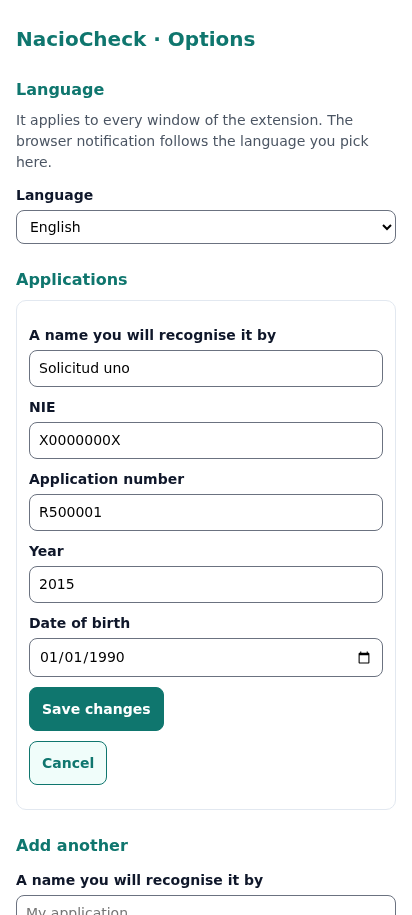 NacioCheck · Options
Language
It applies to every window of the extension. The
browser notification follows the language you pick
here.
Language
English
Applications
A name you will recognise it by
Solicitud uno
NIE
X0000000X
Application number
R500001
Year
2015
Date of birth
01/01/1990
Save changes
Cancel
Add another
A name you will recognise it by
My application